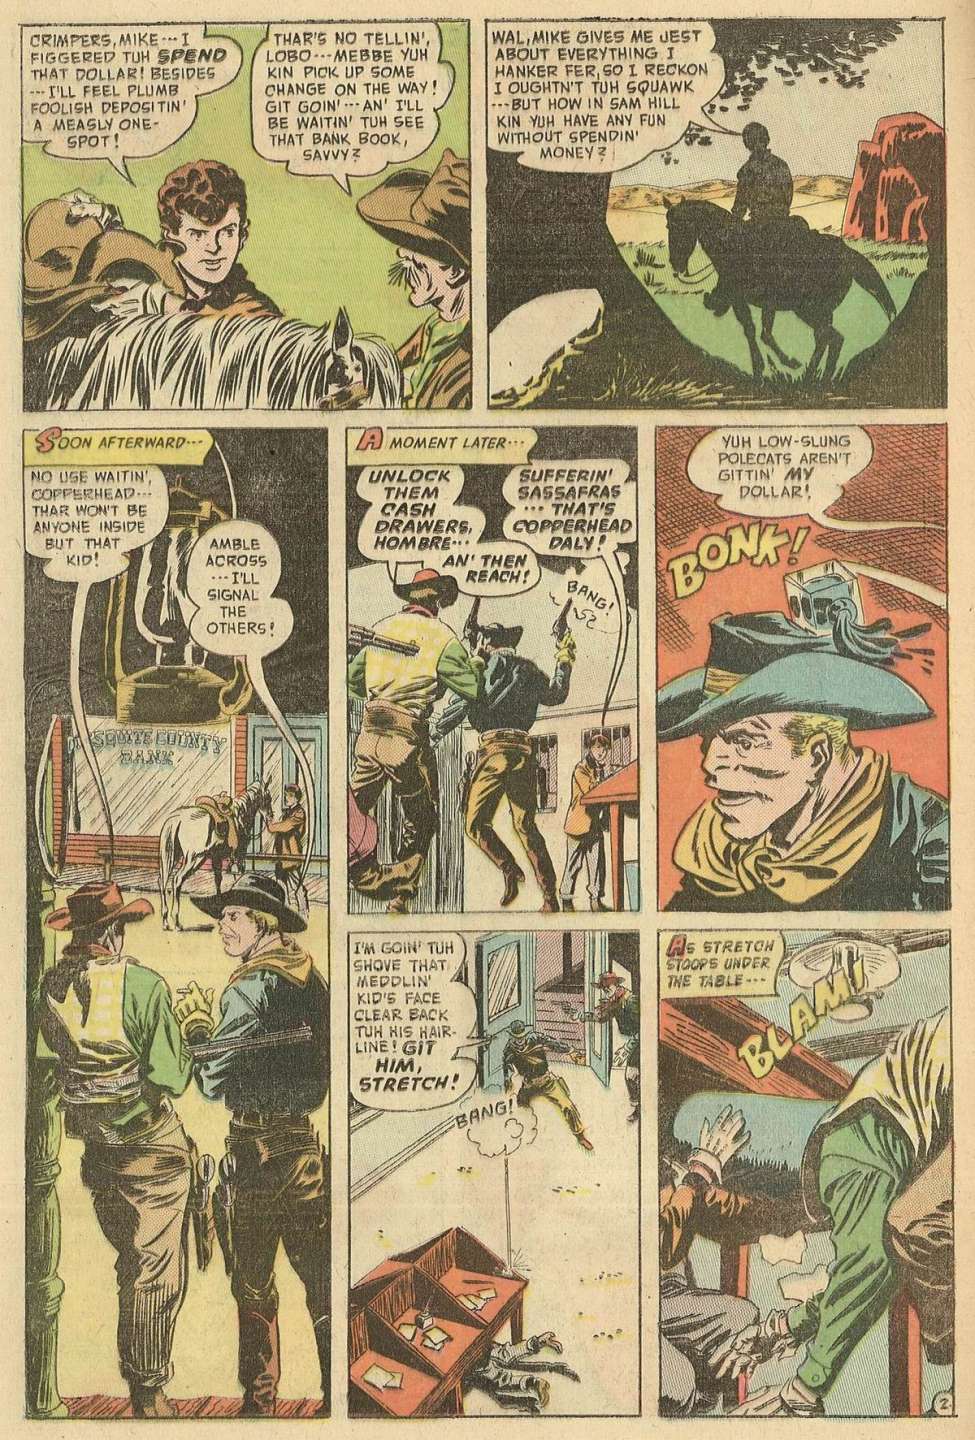 CRIMPERS, MIKE--- I
FIGGERED TUH SPEND
THAT DOLLAR! BESIDES
---I'LL FEEL PLUMB
FOOLISH DEPOSITIN'
A MEASLY ONE-
SPOT!
THAR'S NO TELLIN',
LOBO---MEBBE YUH
KIN PICK UP SOME
CHANGE ON THE WAY!
GIT GOIN'---AN' I'LL
BE WAITIN' TUH SEE
THAT BANK BOOK,
SAVVY?
WAL, MIKE GIVES ME JEST
ABOUT EVERYTHING I
HANKER FER, SO I RECKON
I OUGHTN'T TUH SQUAWK
---BUT HOW IN SAM HILL
KIN YUH HAVE ANY FUN
WITHOUT SPENDIN'
MONEY?
SOON AFTERWARD---
NO USE WAITIN',
COPPERHEAD---
THAR WON'T BE
ANYONE INSIDE
BUT THAT
KID!
AMBLE
ACROSS
---I'LL
SIGNAL
THE
OTHERS!
SQUITE COUNTY
BANK
A MOMENT LATER---
UNLOCK
THEM
CASH
DRAWERS,
HOMBRE---
AN' THEN
REACH!
SUFFERIN'
SASSAFRAS
---THAT'S
COPPERHEAD
DALY!
BANG!
YUH LOW-SLUNG
POLECATS AREN'T
GITTIN' MY
DOLLAR!
BONK!
I'M GOIN' TUH
SHOVE THAT
MEDDLIN'
KID'S FACE
CLEAR BACK
TUH HIS HAIR-
LINE! GIT
HIM,
STRETCH!
BANG!
AS STRETCH
STOOPS UNDER
THE TABLE---
BLAM!
2